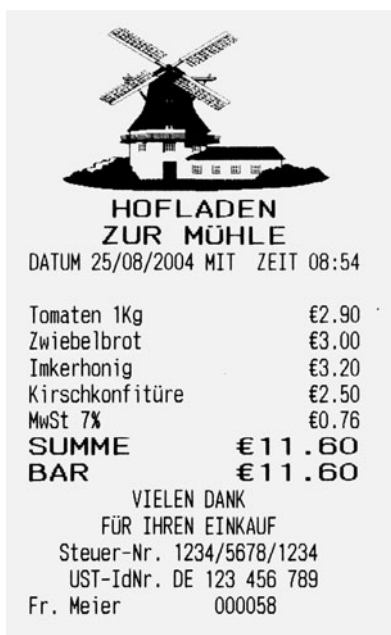 HOFLADEN
ZUR MÜHLE
DATUM 25/08/2004 MIT ZEIT 08:54
Tomaten 1Kg €2.90
Zwiebelbrot €3.00
Imkerhonig €3.20
Kirschkonfitüre €2.50
MwSt 7% €0.76
SUMME €11.60
BAR €11.60
VIELEN DANK
FÜR IHREN EINKAUF
Steuer-Nr. 1234/5678/1234
UST-IdNr. DE 123 456 789
Fr. Meier 000058